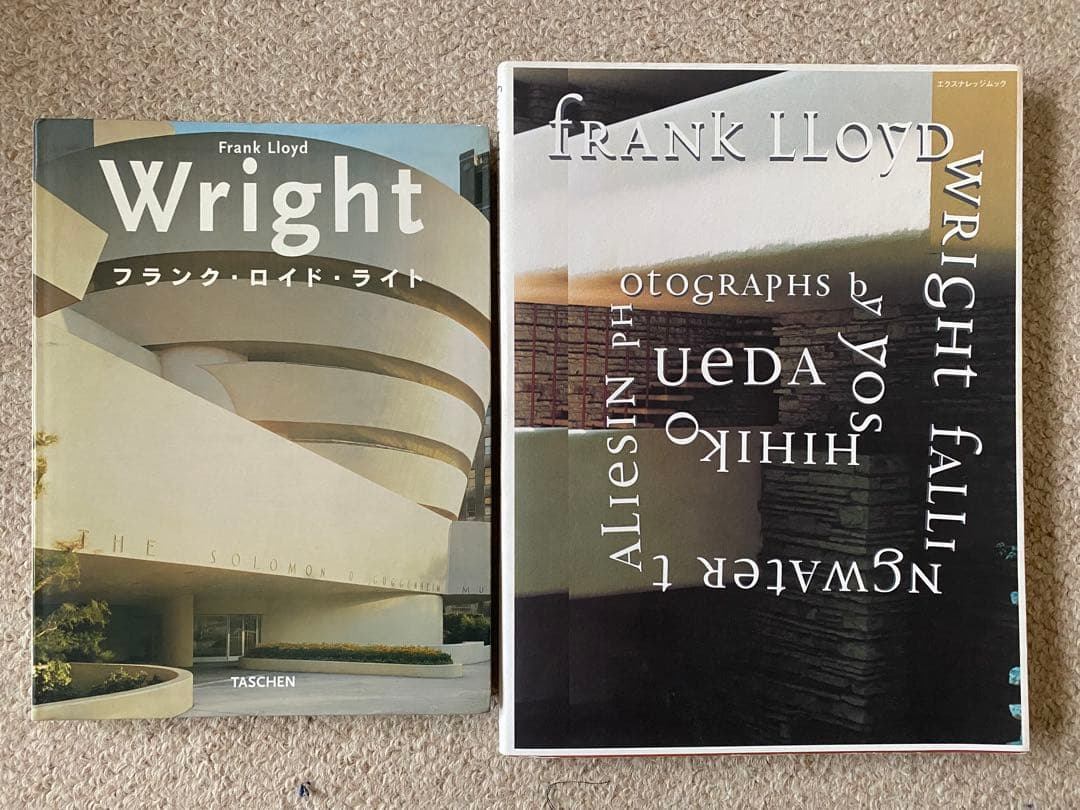 Frank Lloyd
Wright
フランク・ロイド・ライト
THE SOLOMON R GUGGENHEIM MU
TASCHEN
エクスナレッジムック
FRANK LLOYD
WRIGHT FALLI
NGWATER T
ALIESIN PH
OTOGRAPHS BY
YOS
HIHIK
O
UEDA